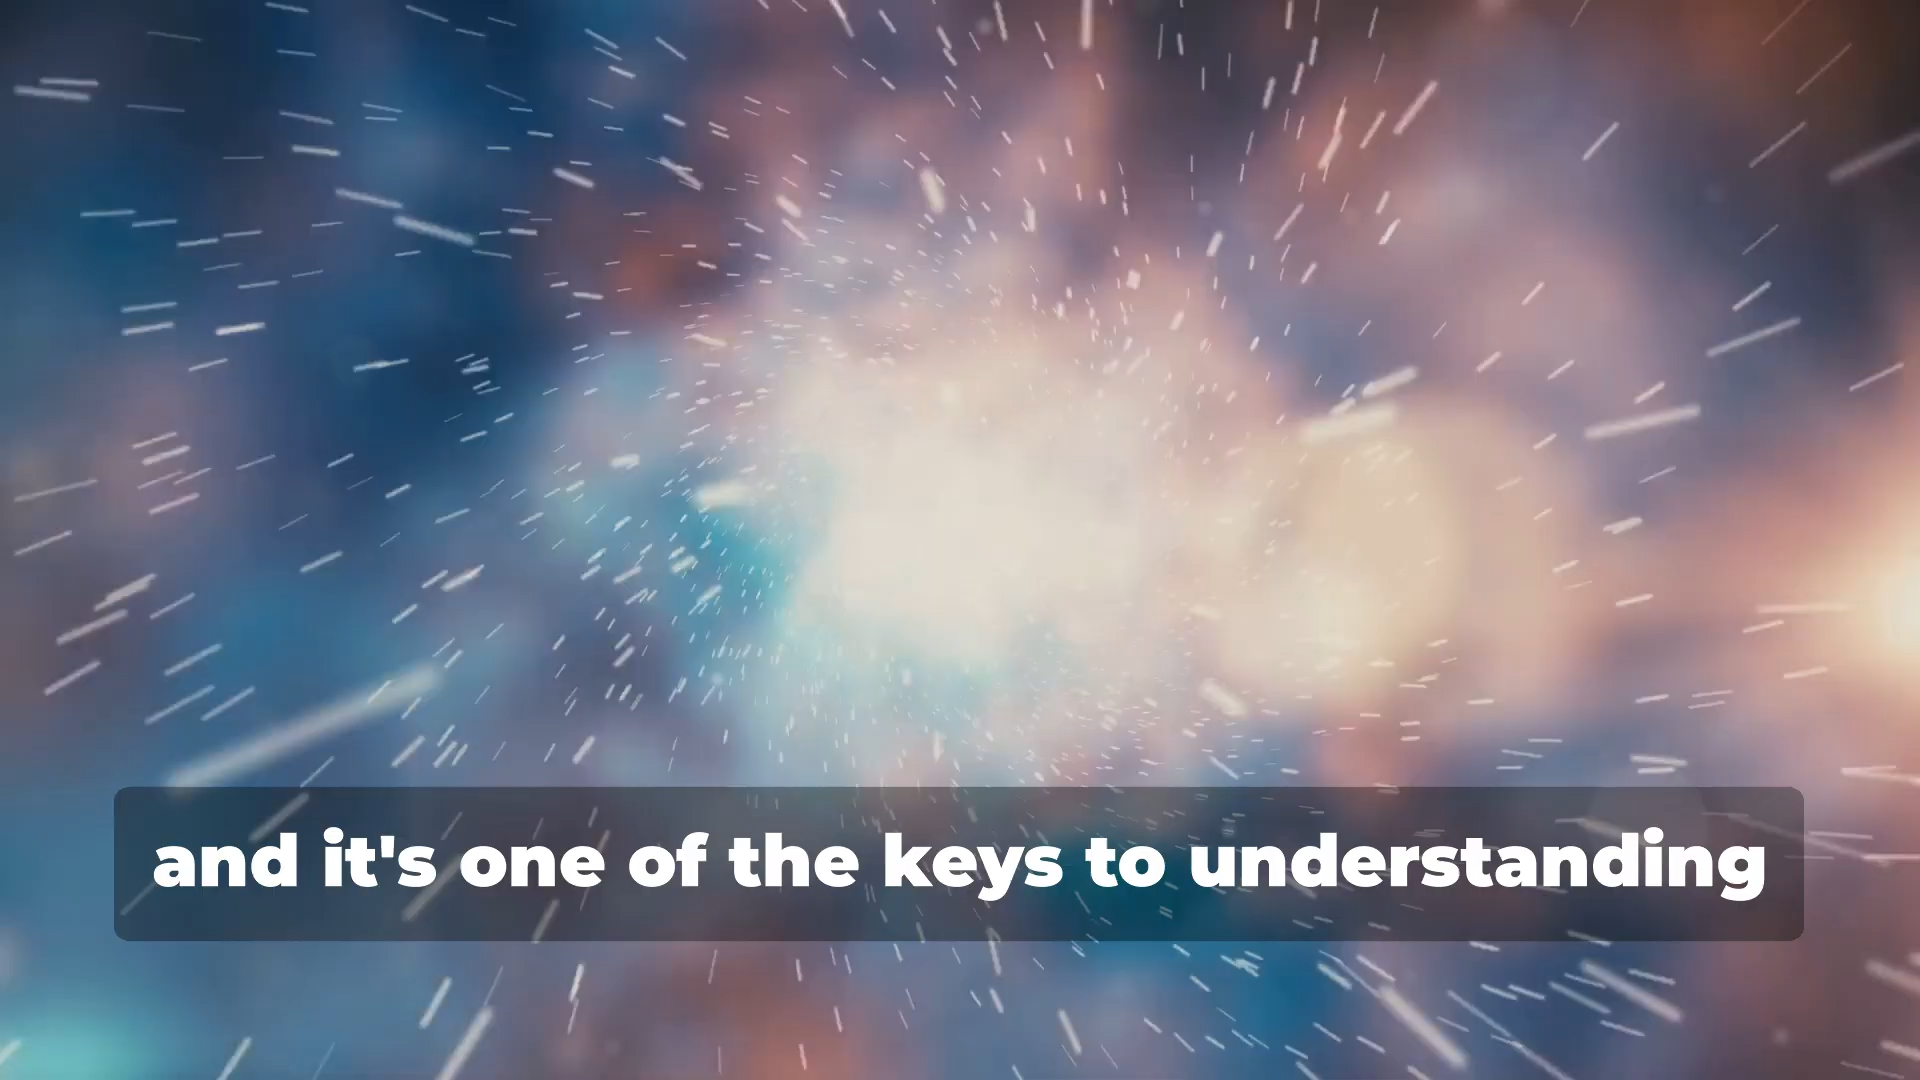 and it's one of the keys to understanding